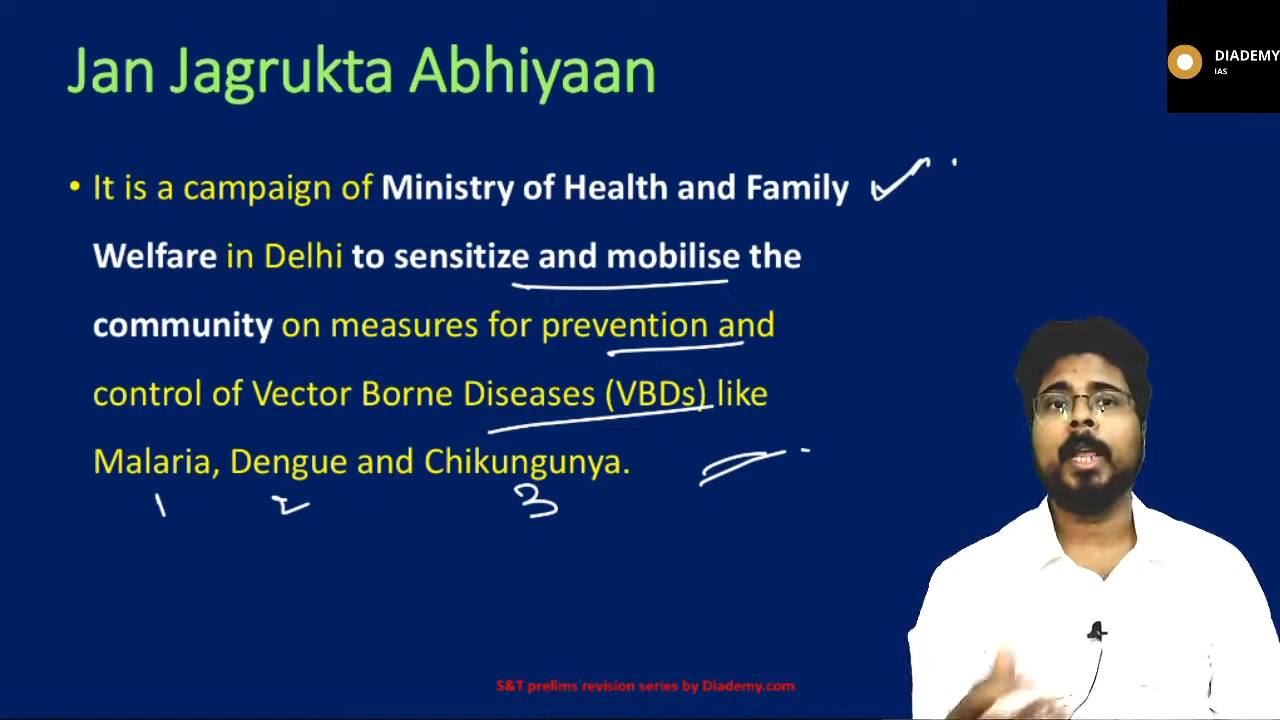 Jan Jagrukta Abhiyaan
DIADEMY
IAS
• It is a campaign of Ministry of Health and Family
Welfare in Delhi to sensitize and mobilise the
community on measures for prevention and
control of Vector Borne Diseases (VBDs) like
Malaria, Dengue and Chikungunya.
1 2 3
S&T prelims revision series by Diademy.com